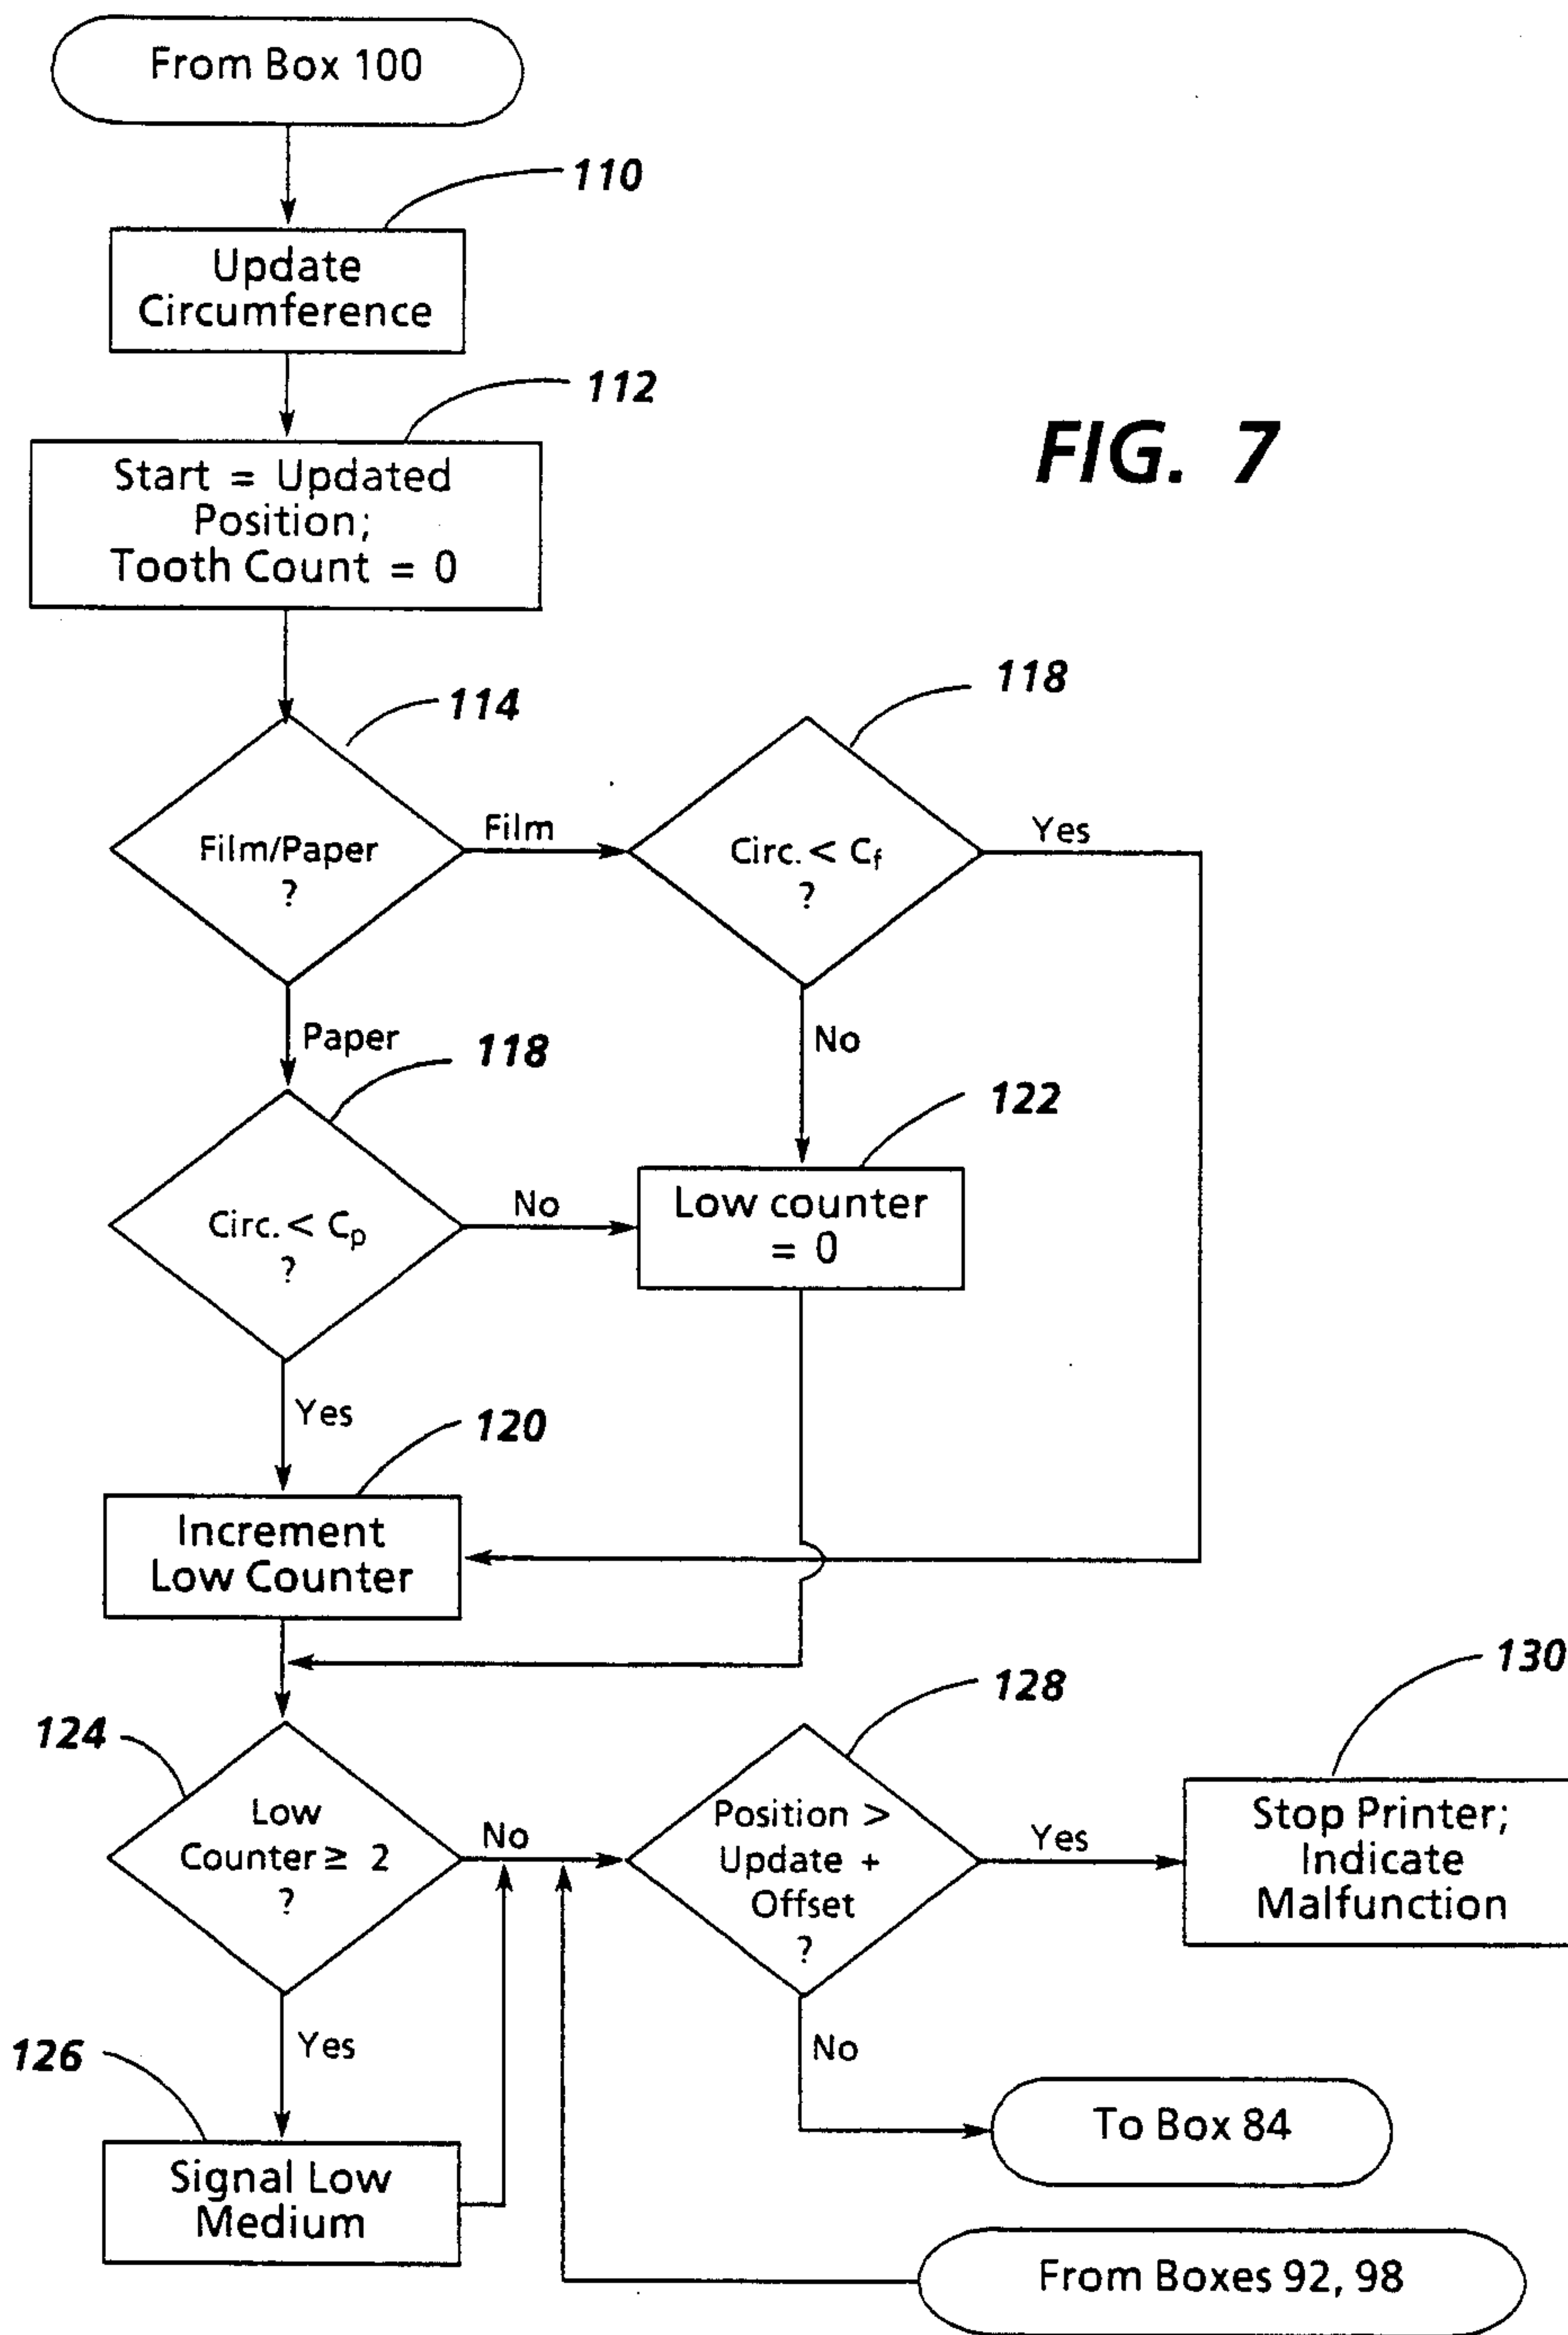 From Box 100
110
Update
Circumference
112
FIG. 7
Start = Updated
Position;
Tooth Count = 0
114
118
Film/Paper
?
Film
Circ. < Cf
?
Yes
Paper
No
118
122
Circ. < Cp
?
No
Low counter
= 0
Yes
120
Increment
Low Counter
124
128
130
Low
Counter ≥ 2
?
No
Position >
Update +
Offset
?
Yes
Stop Printer;
Indicate
Malfunction
Yes
No
126
Signal Low
Medium
To Box 84
From Boxes 92, 98